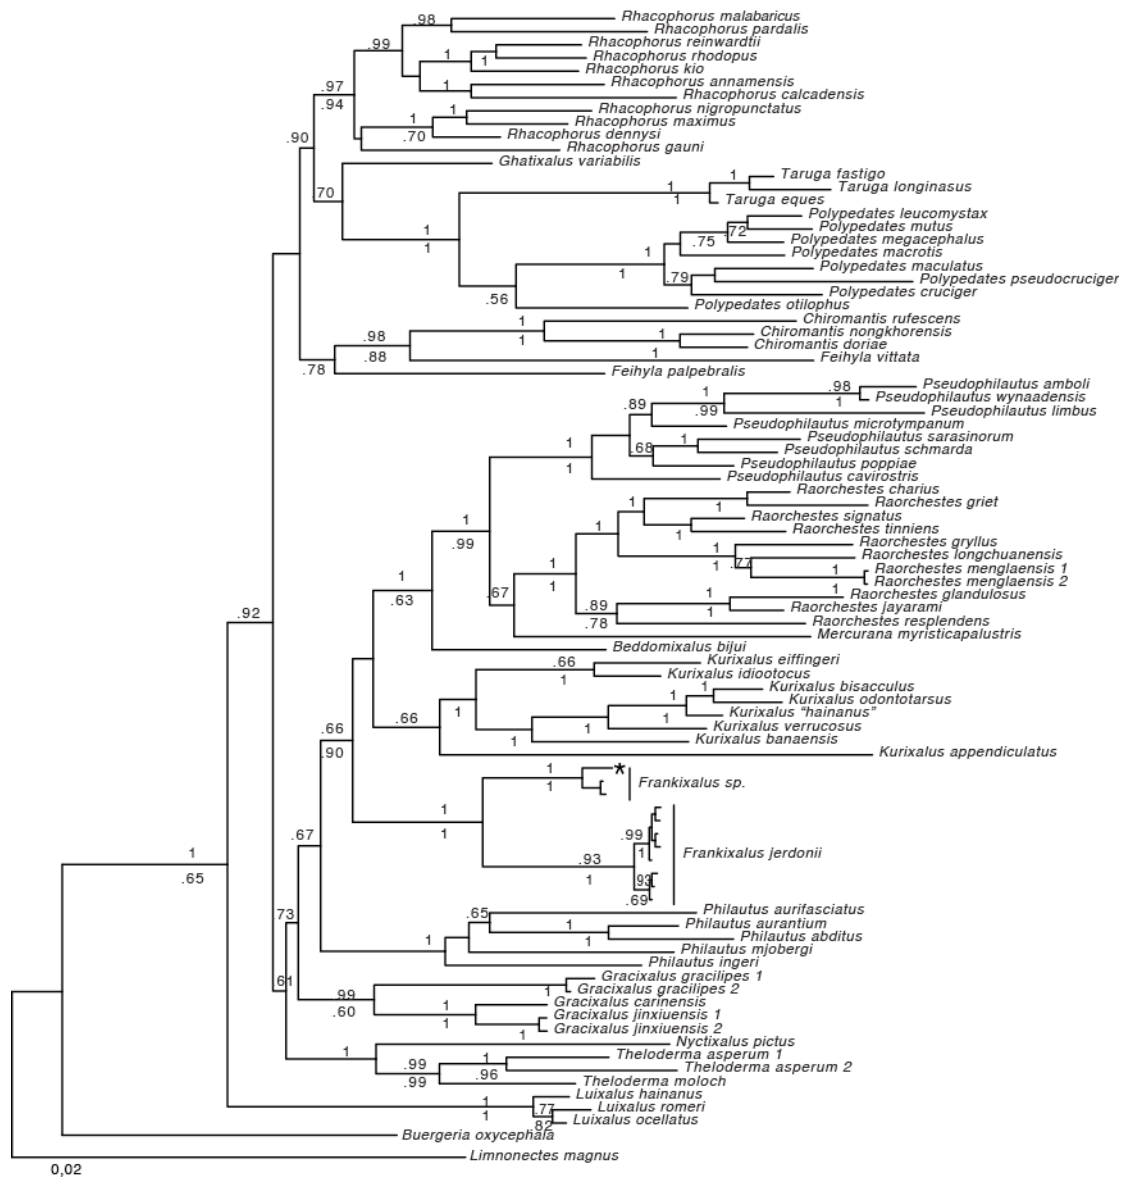 .98
Rhacophorus malabaricus
Rhacophorus pardalis
.99
Rhacophorus reinwardtii
1
1
Rhacophorus rhodopus
Rhacophorus kio
Rhacophorus annamensis
1
Rhacophorus calcadensis
.97
.94
Rhacophorus nigropunctatus
1
1
Rhacophorus maximus
.70
Rhacophorus dennysi
.90
Rhacophorus gauni
Ghatixalus variabilis
70
1
Taruga fastigo
1
Taruga longinasus
1
Taruga eques
1
1
Polypedates leucomystax
.72
Polypedates mutus
.75
Polypedates megacephalus
1
Polypedates macrotis
1
Polypedates maculatus
.79
Polypedates pseudocruciger
Polypedates cruciger
.56
Polypedates otilophus
1
Chiromantis rufescens
.98
1
1
Chiromantis nongkhorensis
Chiromantis doriae
.88
1
Feihyla vittata
.78
Feihyla palpebralis
.98
Pseudophilautus amboli
1
1
Pseudophilautus wynaadensis
.89
.99
Pseudophilautus limbus
Pseudophilautus microtympanum
1
1
Pseudophilautus sarasinorum
.68
Pseudophilautus schmarda
1
Pseudophilautus poppiae
Pseudophilautus cavirostris
Raorchestes charius
1
1
Raorchestes griet
1
.99
Raorchestes signatus
1
1
Raorchestes tinniens
1
Raorchestes gryllus
1
.77
Raorchestes longchuanensis
1
1
1
Raorchestes menglaensis 1
Raorchestes menglaensis 2
1
.63
.67
1
1
Raorchestes glandulosus
.89
1
Raorchestes jayarami
.78
Raorchestes resplendens
.92
Mercurana myristicapalustris
Beddomixalus bijui
.66
Kurixalus eiffingeri
1
Kurixalus idiootocus
1
Kurixalus bisacculus
1
Kurixalus odontotarsus
1
.66
1
Kurixalus "hainanus"
1
Kurixalus verrucosus
1
Kurixalus banaensis
.66
.90
Kurixalus appendiculatus
1
*
1
Frankixalus sp.
1
1
.67
.99
1
.93
Frankixalus jerdonii
1
.93
.69
1
.65
.73
.65
Philautus aurifasciatus
1
Philautus aurantium
1
1
Philautus abditus
Philautus mjobergi
Philautus ingeri
.61
Gracixalus gracilipes 1
.99
1
Gracixalus gracilipes 2
.60
1
Gracixalus carinensis
1
Gracixalus jinxiuensis 1
1
Gracixalus jinxiuensis 2
1
Nyctixalus pictus
.99
1
Theloderma asperum 1
.99
.96
Theloderma asperum 2
Theloderma moloch
1
1
Luixalus hainanus
.77
Luixalus romeri
.82
Luixalus ocellatus
Buergeria oxycephala
Limnonectes magnus
0,02